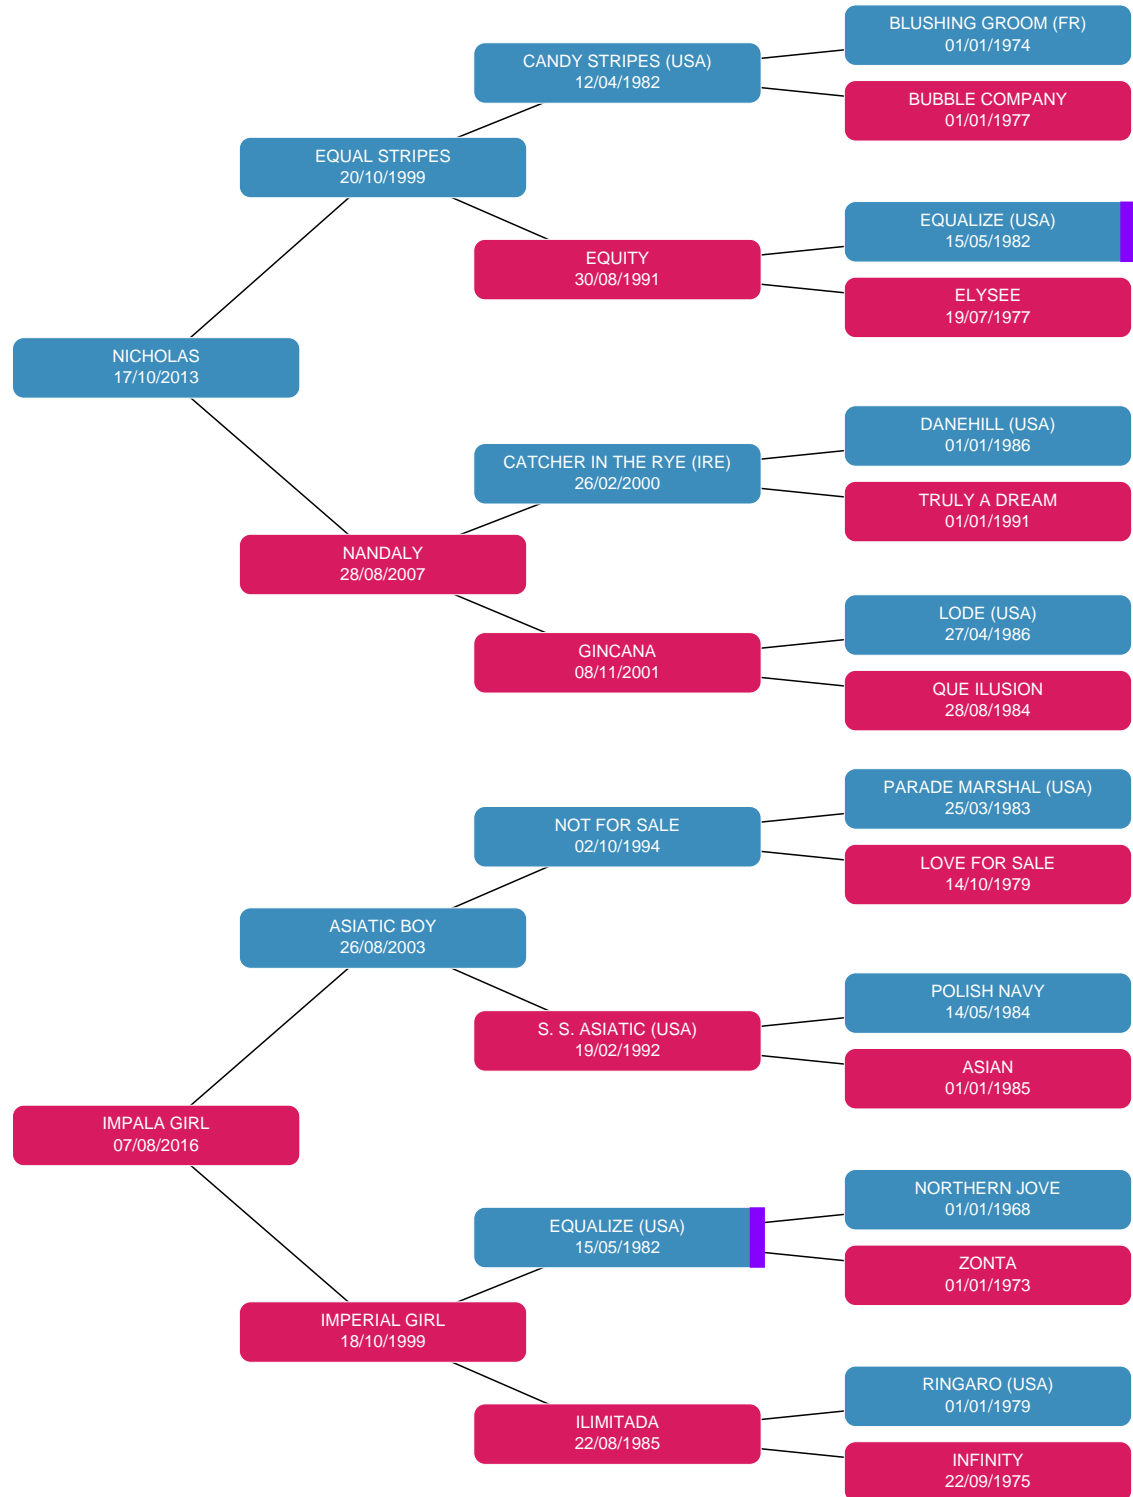 BLUSHING GROOM (FR)
01/01/1974
CANDY STRIPES (USA)
12/04/1982
BUBBLE COMPANY
01/01/1977
EQUAL STRIPES
20/10/1999
EQUALIZE (USA)
15/05/1982
EQUITY
30/08/1991
ELYSEE
19/07/1977
NICHOLAS
17/10/2013
DANEHILL (USA)
01/01/1986
CATCHER IN THE RYE (IRE)
26/02/2000
TRULY A DREAM
01/01/1991
NANDALY
28/08/2007
LODE (USA)
27/04/1986
GINCANA
08/11/2001
QUE ILUSION
28/08/1984
PARADE MARSHAL (USA)
25/03/1983
NOT FOR SALE
02/10/1994
LOVE FOR SALE
14/10/1979
ASIATIC BOY
26/08/2003
POLISH NAVY
14/05/1984
S. S. ASIATIC (USA)
19/02/1992
ASIAN
01/01/1985
IMPALA GIRL
07/08/2016
NORTHERN JOVE
01/01/1968
EQUALIZE (USA)
15/05/1982
ZONTA
01/01/1973
IMPERIAL GIRL
18/10/1999
RINGARO (USA)
01/01/1979
ILIMITADA
22/08/1985
INFINITY
22/09/1975